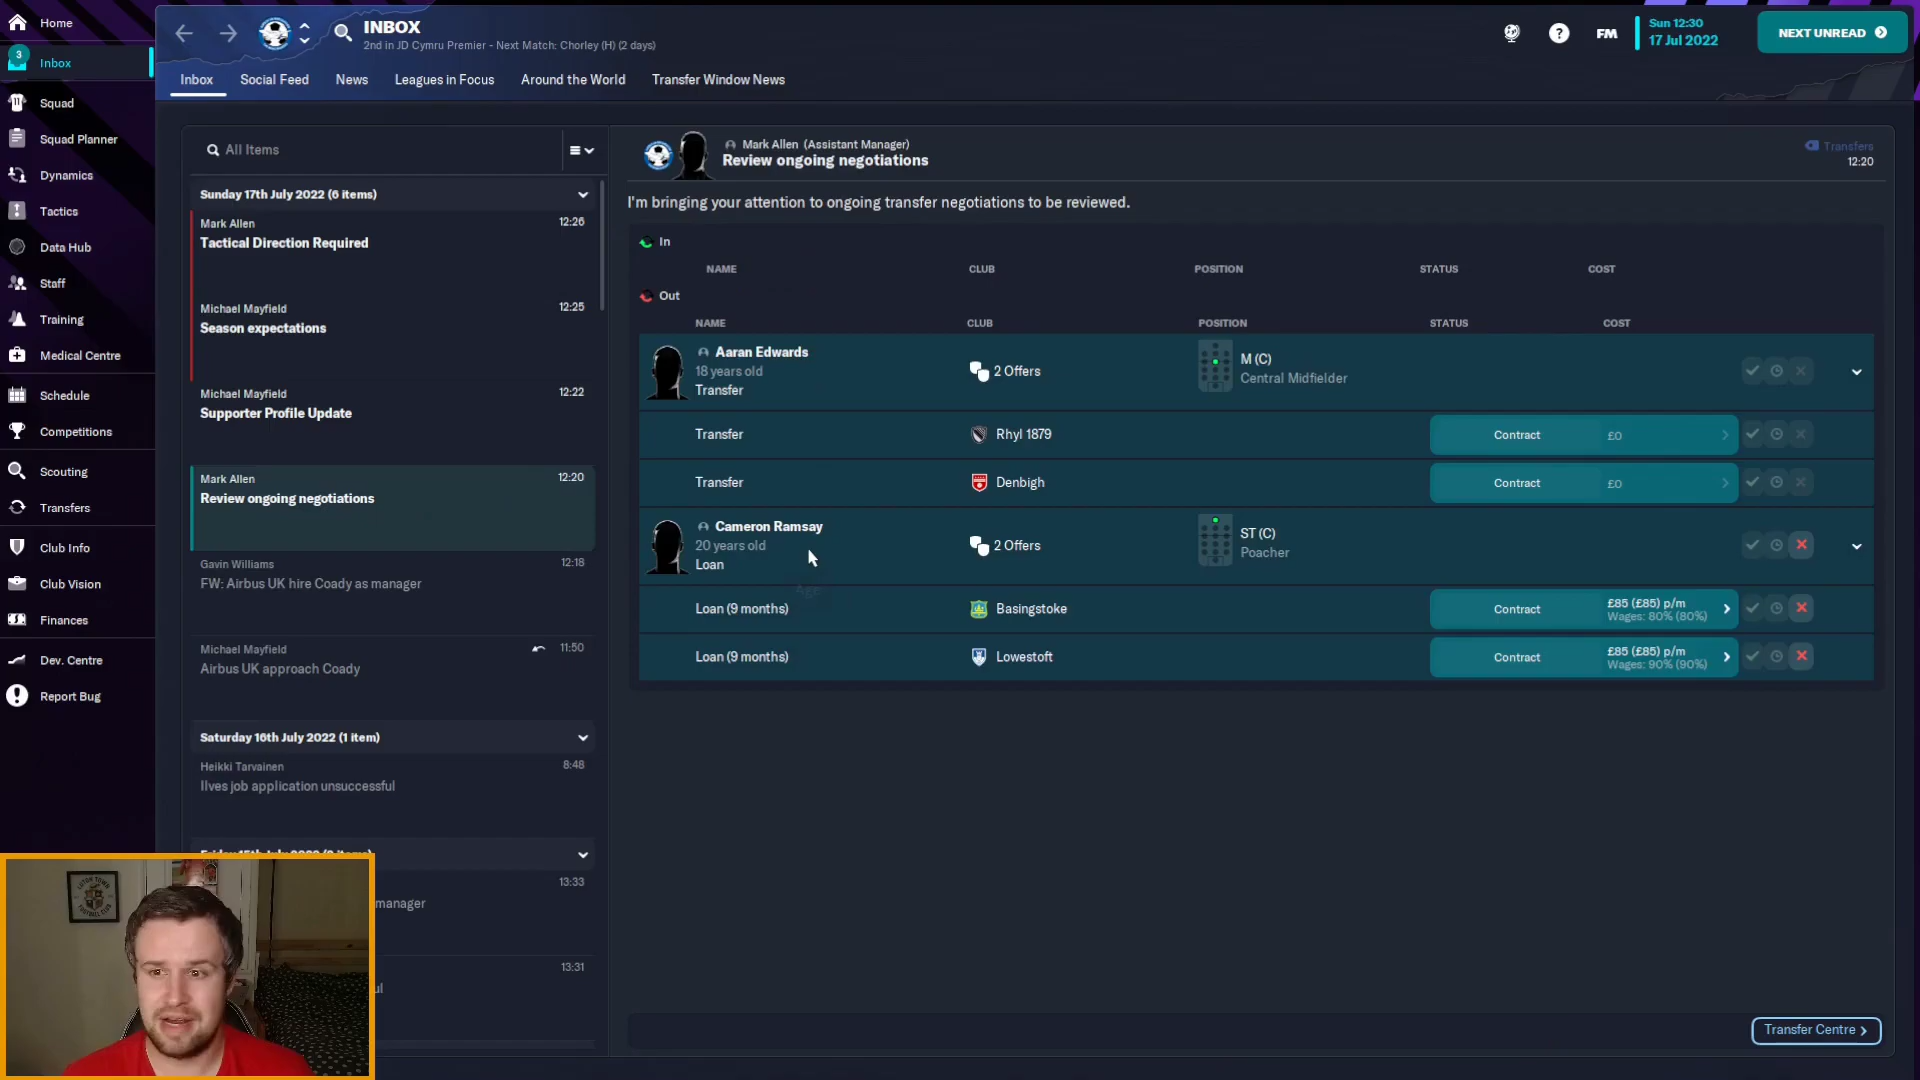 Home
INBOX
2nd in JD Cymru Premier - Next Match: Chorley (H) (2 days)
FM
Sun 12:30
17 Jul 2022
NEXT UNREAD
3
Inbox
Squad
Squad Planner
Dynamics
Tactics
Data Hub
Staff
Training
Medical Centre
Schedule
Competitions
Scouting
Transfers
Club Info
Club Vision
Finances
Dev. Centre
Report Bug
Inbox
Social Feed
News
Leagues in Focus
Around the World
Transfer Window News
All Items
Sunday 17th July 2022 (6 items)
Mark Allen 12:26
Tactical Direction Required
Michael Mayfield 12:25
Season expectations
Michael Mayfield 12:22
Supporter Profile Update
Mark Allen 12:20
Review ongoing negotiations
Gavin Williams 12:18
FW: Airbus UK hire Coady as manager
Michael Mayfield 11:50
Airbus UK approach Coady
Saturday 16th July 2022 (1 item)
Heikki Tarvainen 8:48
Ilves job application unsuccessful
13:33
manager
13:31
LUTON TOWN
Mark Allen (Assistant Manager)
Review ongoing negotiations
Transfers
12:20
I'm bringing your attention to ongoing transfer negotiations to be reviewed.
In
NAME CLUB POSITION STATUS COST
Out
NAME CLUB POSITION STATUS COST
Aaran Edwards
18 years old
Transfer
2 Offers
M (C)
Central Midfielder
Transfer Rhyl 1879 Contract £0
Transfer Denbigh Contract £0
Cameron Ramsay
20 years old
Loan
2 Offers
ST (C)
Poacher
Age
Loan (9 months) Basingstoke Contract £85 (£85) p/m
Wages: 80% (80%)
Loan (9 months) Lowestoft Contract £85 (£85) p/m
Wages: 90% (90%)
Transfer Centre